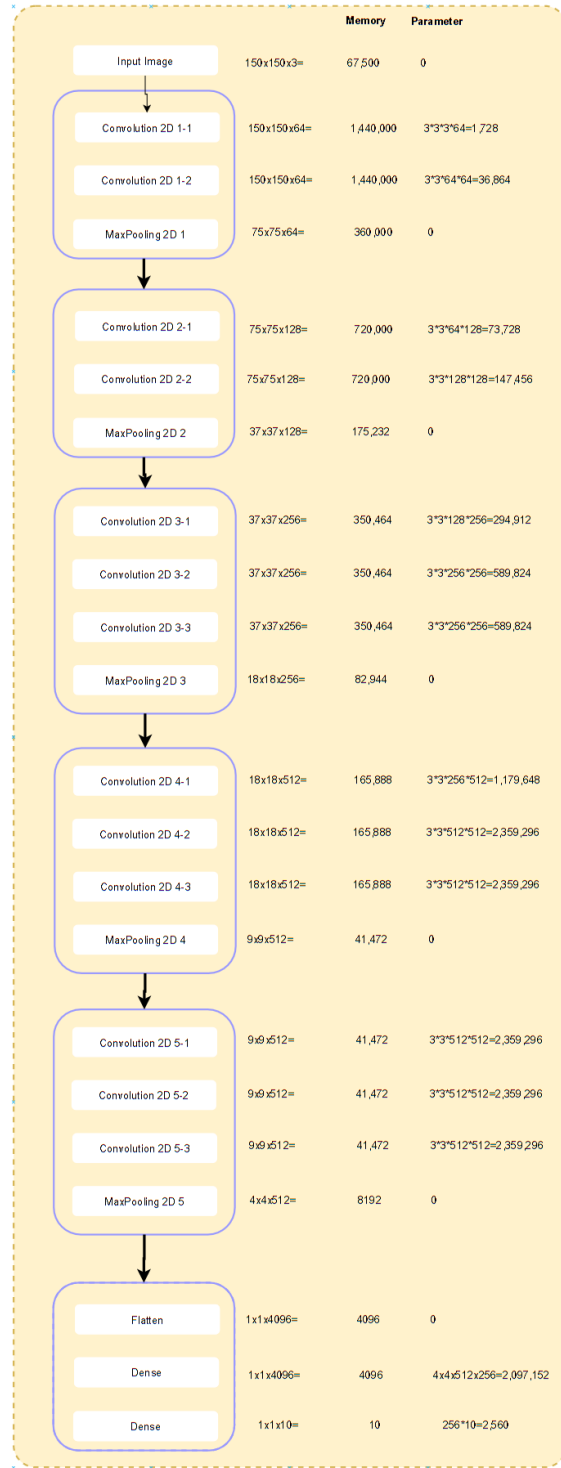 Memory Parameter
Input Image 150x150x3= 67,500 0
Convolution 2D 1-1 150x150x64= 1,440,000 3*3*3*64=1,728
Convolution 2D 1-2 150x150x64= 1,440,000 3*3*64*64=36,864
MaxPooling 2D 1 75x75x64= 360,000 0
Convolution 2D 2-1 75x75x128= 720,000 3*3*64*128=73,728
Convolution 2D 2-2 75x75x128= 720,000 3*3*128*128=147,456
MaxPooling 2D 2 37x37x128= 175,232 0
Convolution 2D 3-1 37x37x256= 350,464 3*3*128*256=294,912
Convolution 2D 3-2 37x37x256= 350,464 3*3*256*256=589,824
Convolution 2D 3-3 37x37x256= 350,464 3*3*256*256=589,824
MaxPooling 2D 3 18x18x256= 82,944 0
Convolution 2D 4-1 18x18x512= 165,888 3*3*256*512=1,179,648
Convolution 2D 4-2 18x18x512= 165,888 3*3*512*512=2,359,296
Convolution 2D 4-3 18x18x512= 165,888 3*3*512*512=2,359,296
MaxPooling 2D 4 9x9x512= 41,472 0
Convolution 2D 5-1 9x9x512= 41,472 3*3*512*512=2,359,296
Convolution 2D 5-2 9x9x512= 41,472 3*3*512*512=2,359,296
Convolution 2D 5-3 9x9x512= 41,472 3*3*512*512=2,359,296
MaxPooling 2D 5 4x4x512= 8192 0
Flatten 1x1x4096= 4096 0
Dense 1x1x4096= 4096 4x4x512x256=2,097,152
Dense 1x1x10= 10 256*10=2,560